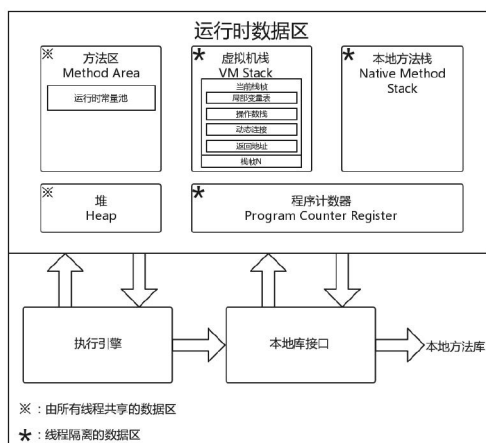 运行时数据区
※
方法区
Method Area
运行时常量池
*
虚拟机栈
VM Stack
当前栈帧
局部变量表
操作数栈
动态连接
返回地址
栈帧N
*
本地方法栈
Native Method
Stack
※
堆
Heap
*
程序计数器
Program Counter Register
执行引擎
本地库接口
本地方法库
※：由所有线程共享的数据区
*：线程隔离的数据区